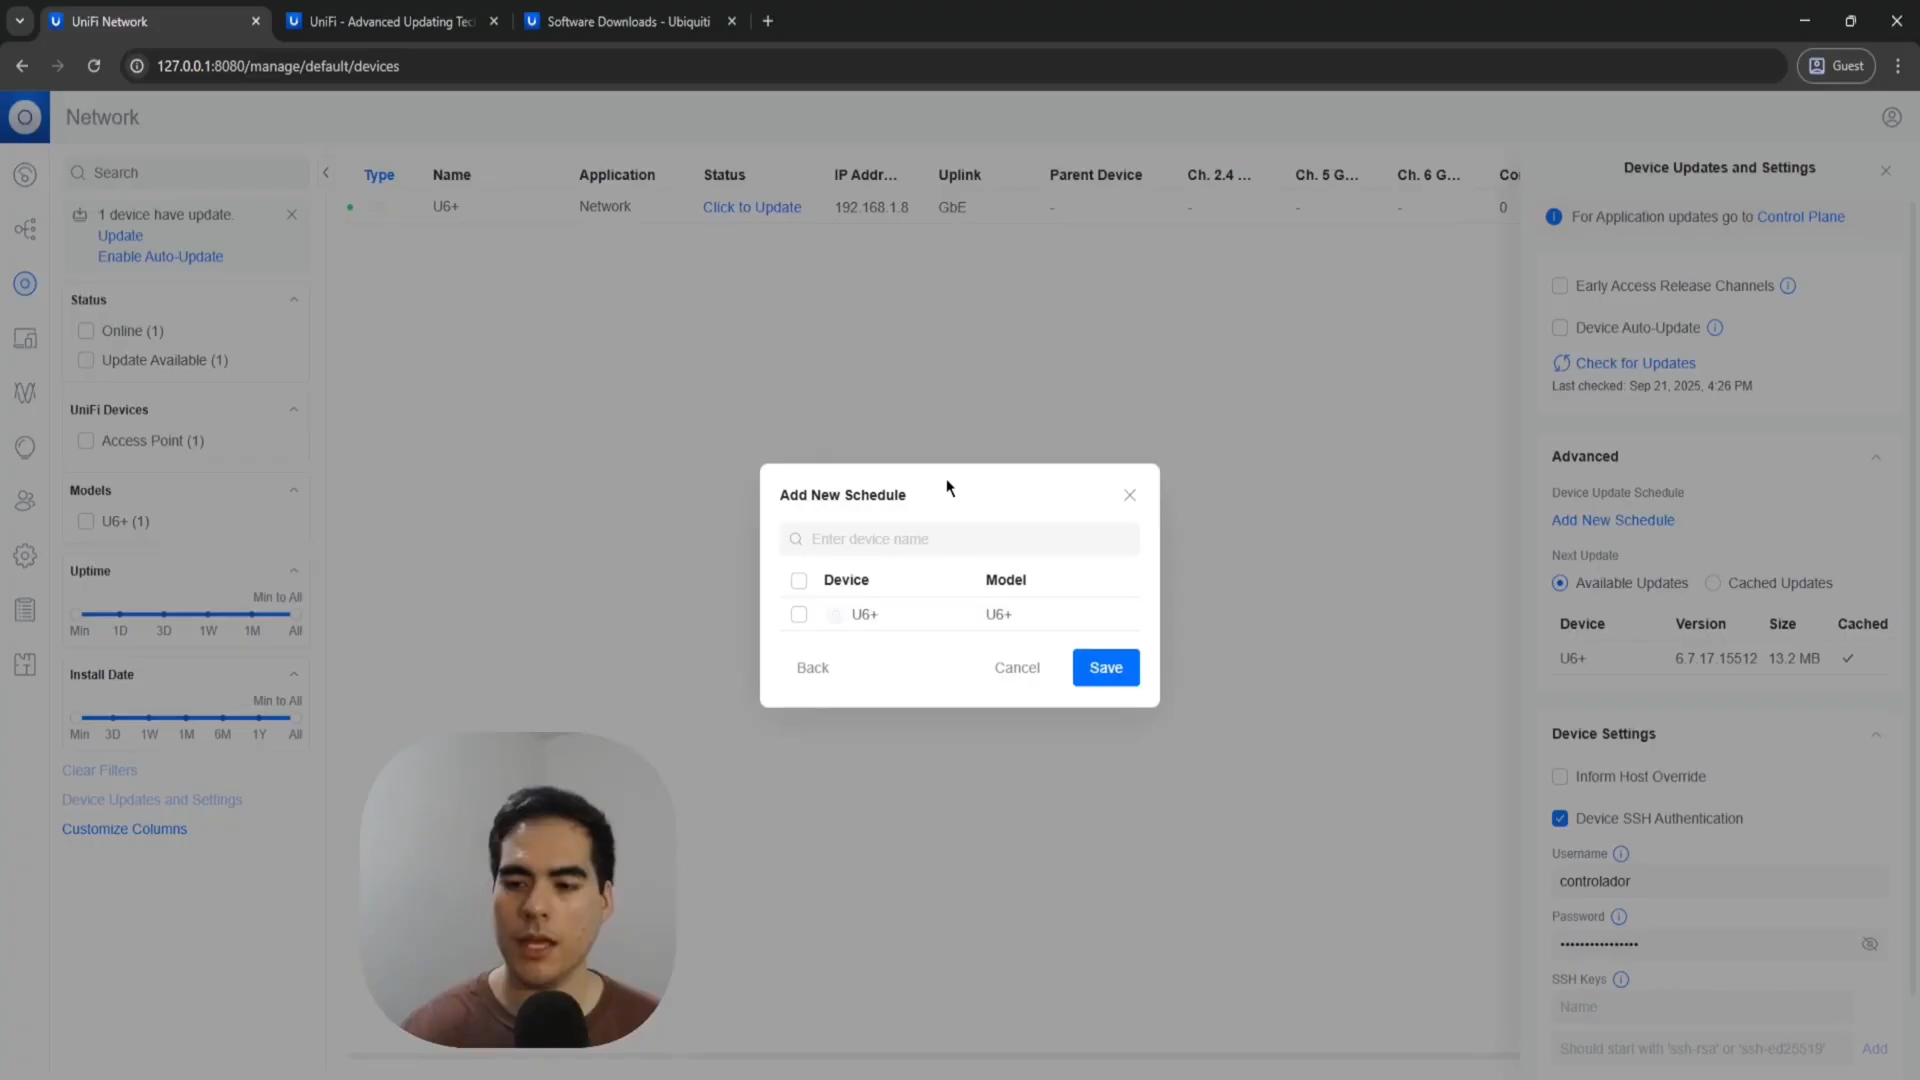 UniFi Network
UniFi - Advanced Updating Tec
Software Downloads - Ubiquiti
127.0.0.1:8080/manage/default/devices
Guest
Network
Search
1 device have update.
Update
Enable Auto-Update
Status
Online (1)
Update Available (1)
UniFi Devices
Access Point (1)
Models
U6+ (1)
Uptime
Min to All
Min 1D 3D 1W 1M All
Install Date
Min to All
Min 3D 1W 1M 6M 1Y All
Clear Filters
Device Updates and Settings
Customize Columns
Type Name Application Status IP Addr... Uplink Parent Device Ch. 2.4 ... Ch. 5 G... Ch. 6 G... Co
U6+ Network Click to Update 192.168.1.8 GbE - - - - 0
Add New Schedule
Enter device name
Device Model
U6+ U6+
Back Cancel Save
Device Updates and Settings
For Application updates go to Control Plane
Early Access Release Channels
Device Auto-Update
Check for Updates
Last checked: Sep 21, 2025, 4:26 PM
Advanced
Device Update Schedule
Add New Schedule
Next Update
Available Updates Cached Updates
Device Version Size Cached
U6+ 6.7.17.15512 13.2 MB
Device Settings
Inform Host Override
Device SSH Authentication
Username
controlador
Password
••••••••••••••••
SSH Keys
Name
Should start with 'ssh-rsa' or 'ssh-ed25519' Add